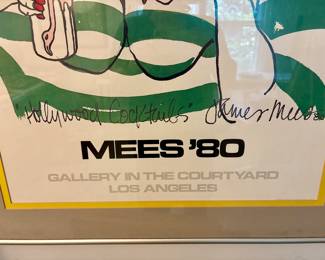 "Hollywood Cocktails" James Mees
MEES '80
GALLERY IN THE COURTYARD
LOS ANGELES